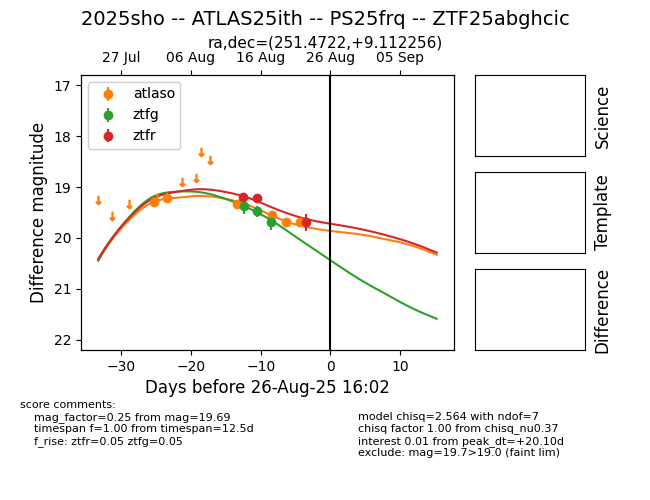 2025sho -- ATLAS25ith -- PS25frq -- ZTF25abghcic
ra,dec=(251.4722,+9.112256)
27 Jul 06 Aug 16 Aug 26 Aug 05 Sep
17
18
19
20
21
22
Difference magnitude
atlaso
ztfg
ztfr
−30 −20 −10 0 10
Days before 26-Aug-25 16:02
Science
Template
Difference
score comments:
mag_factor=0.25 from mag=19.69
timespan f=1.00 from timespan=12.5d
f_rise: ztfr=0.05 ztfg=0.05
model chisq=2.564 with ndof=7
chisq factor 1.00 from chisq_nu0.37
interest 0.01 from peak_dt=+20.10d
exclude: mag=19.7>19.0 (faint lim)